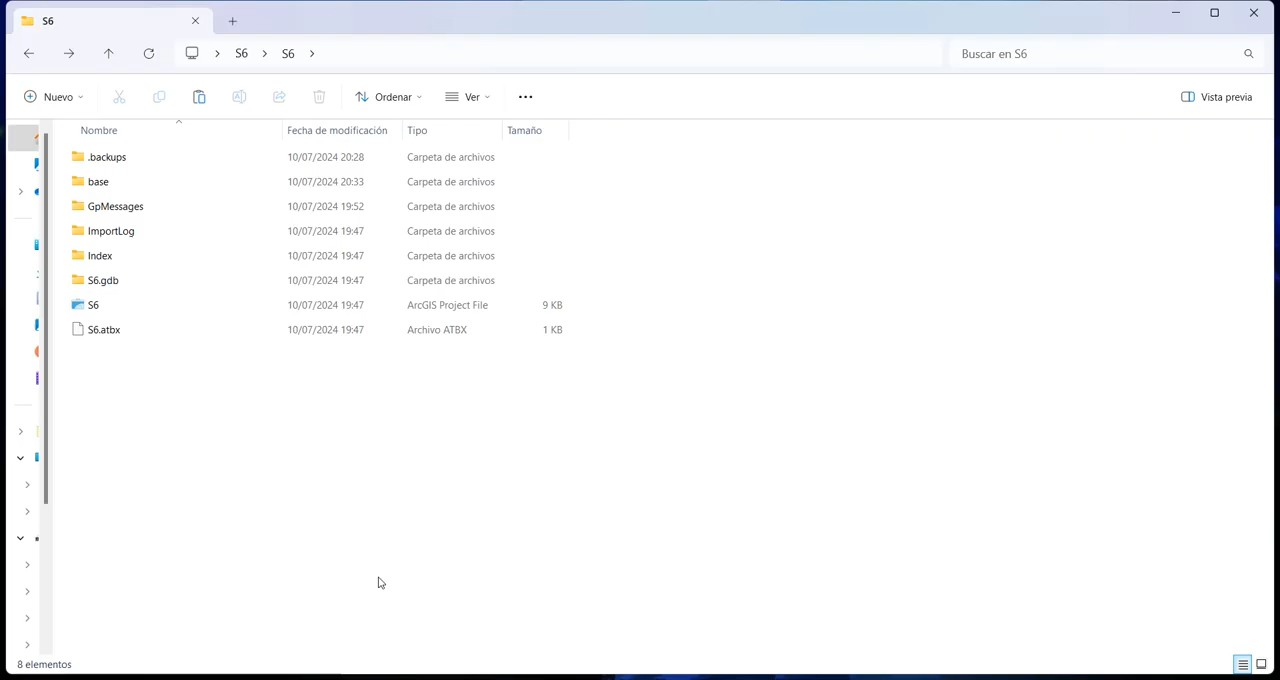 S6
S6 S6
Buscar en S6
Nuevo
Ordenar
Ver
Vista previa
Nombre Fecha de modificación Tipo Tamaño
.backups 10/07/2024 20:28 Carpeta de archivos
base 10/07/2024 20:33 Carpeta de archivos
GpMessages 10/07/2024 19:52 Carpeta de archivos
ImportLog 10/07/2024 19:47 Carpeta de archivos
Index 10/07/2024 19:47 Carpeta de archivos
S6.gdb 10/07/2024 19:47 Carpeta de archivos
S6 10/07/2024 19:47 ArcGIS Project File 9 KB
S6.atbx 10/07/2024 19:47 Archivo ATBX 1 KB
8 elementos